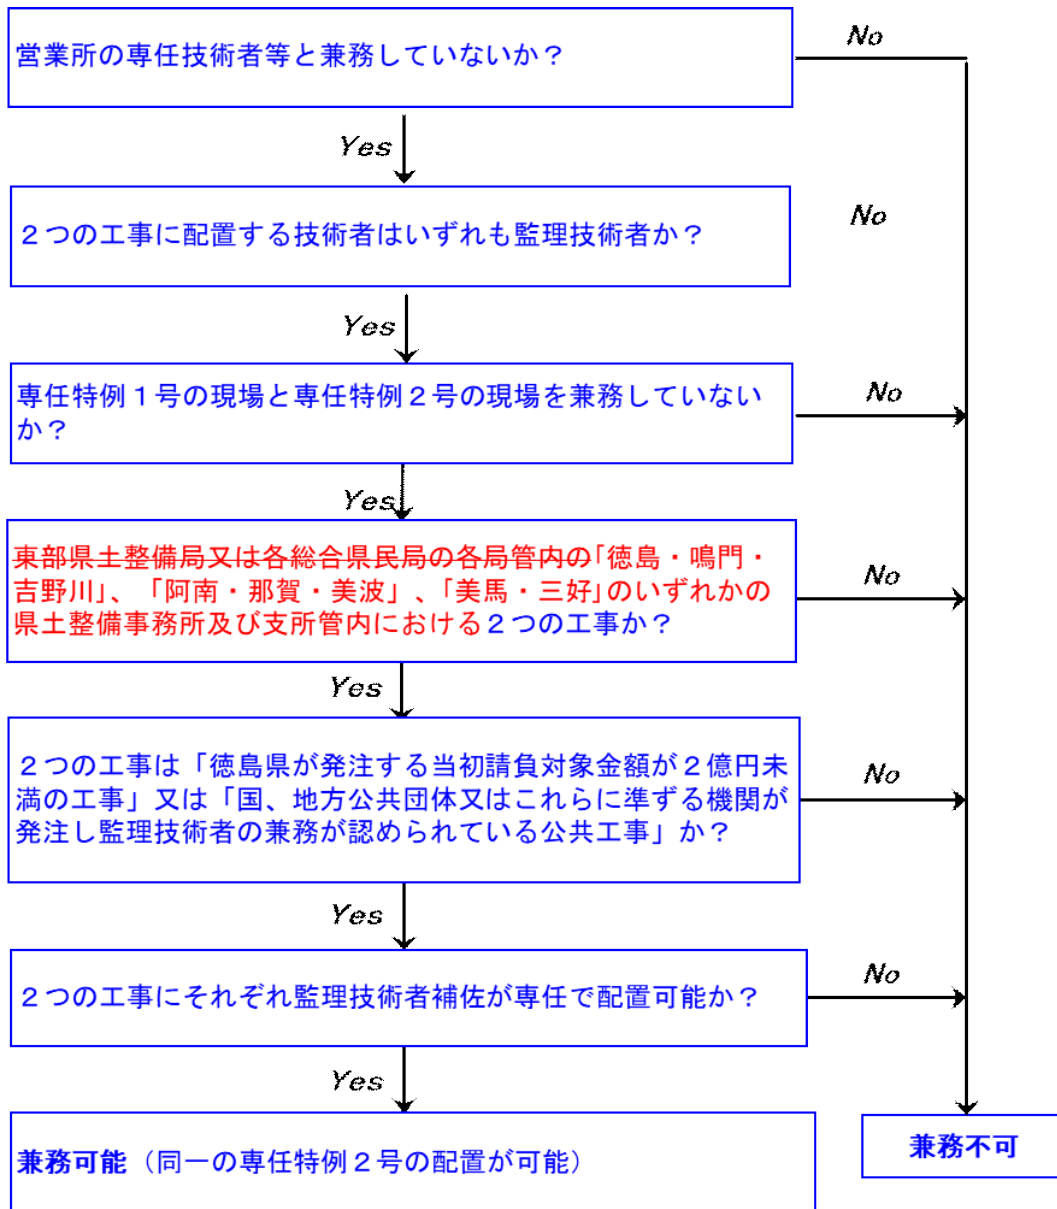 営業所の専任技術者等と兼務していないか？
No
Yes
２つの工事に配置する技術者はいずれも監理技術者か？
No
Yes
専任特例１号の現場と専任特例２号の現場を兼務していない
か？
No
Yes
東部県土整備局又は各総合県民局の各局管内の｢徳島・鳴門・
吉野川｣、「阿南・那賀・美波」、｢美馬・三好｣のいずれかの
県土整備事務所及び支所管内における２つの工事か？
No
Yes
２つの工事は「徳島県が発注する当初請負対象金額が２億円未
満の工事」又は「国、地方公共団体又はこれらに準ずる機関が
発注し監理技術者の兼務が認められている公共工事」か？
No
Yes
２つの工事にそれぞれ監理技術者補佐が専任で配置可能か？
No
Yes
兼務可能（同一の専任特例２号の配置が可能）
兼務不可